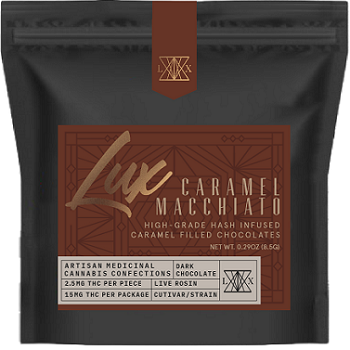 L X
Lux
CARAMEL
MACCHIATO
HIGH-GRADE HASH INFUSED
CARAMEL FILLED CHOCOLATES
NET WT. 0.29OZ (8.5G)
ARTISAN MEDICINAL
CANNABIS CONFECTIONS
DARK
CHOCOLATE
2.5MG THC PER PIECE
LIVE ROSIN
15MG THC PER PACKAGE
CUTIVAR/STRAIN
L X